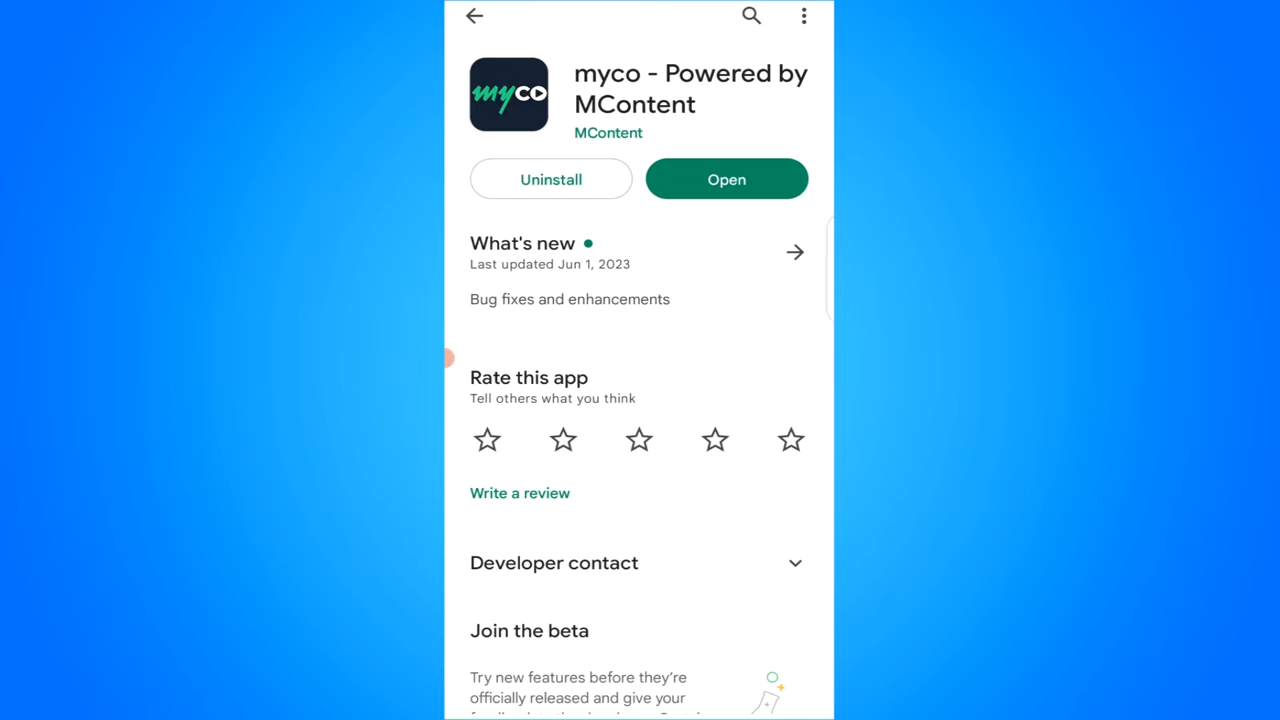 myco
myco - Powered by
MContent
MContent
Uninstall
Open
What's new
Last updated Jun 1, 2023
Bug fixes and enhancements
Rate this app
Tell others what you think
Write a review
Developer contact
Join the beta
Try new features before they're
officially released and give your